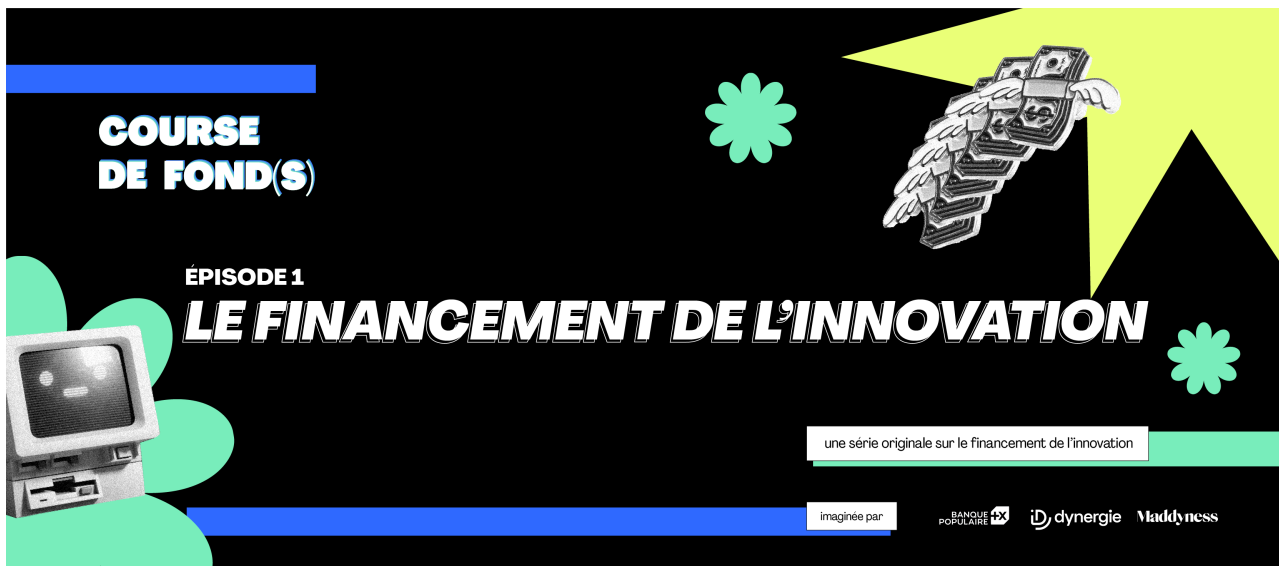 COURSE
DE FOND(S)
ÉPISODE 1
LE FINANCEMENT DE L’INNOVATION
une série originale sur le financement de l’innovation
imaginée par
BANQUE
POPULAIRE +X
iD dynergie
Maddyness